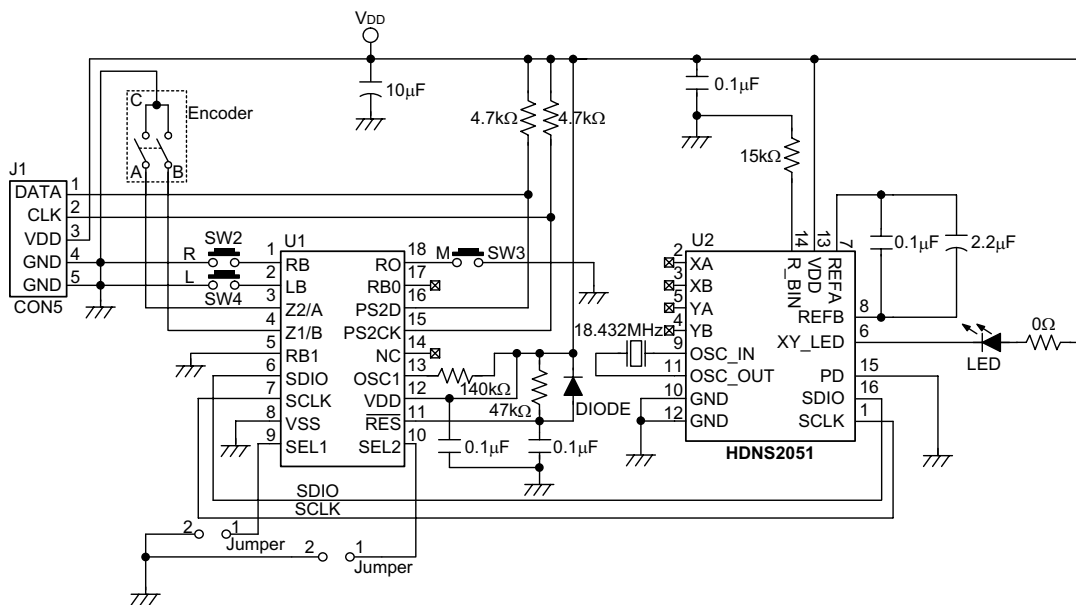 VDD
10µF
0.1µF
C
Encoder
A
B
4.7kΩ
4.7kΩ
15kΩ
J1
DATA
CLK
VDD
GND
GND
1
2
3
4
5
CON5
R
SW2
L
SW4
U1
1
2
3
4
5
6
7
8
9
RB
LB
Z2/A
Z1/B
RB1
SDIO
SCLK
VSS
SEL1
RO
RB0
PS2D
PS2CK
NC
OSC1
VDD
RES
SEL2
18
17
16
15
14
13
12
11
10
M
SW3
140kΩ
47kΩ
DIODE
0.1µF
0.1µF
18.432MHz
U2
2
3
5
4
9
11
10
12
XA
XB
YA
YB
OSC_IN
OSC_OUT
GND
GND
14
13
7
R_BIN
VDD
REFA
REFB
XY_LED
PD
SDIO
SCLK
8
6
15
16
1
HDNS2051
0.1µF
2.2µF
LED
0Ω
SDIO
SCLK
2
1
Jumper
2
1
Jumper